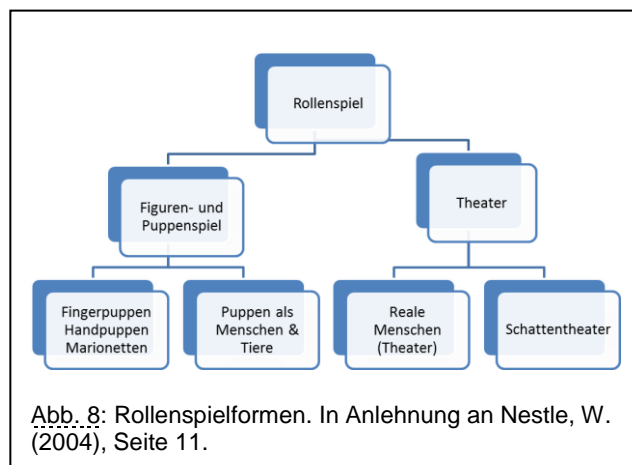 Rollenspiel
Figuren- und
Puppenspiel
Theater
Fingerpuppen
Handpuppen
Marionetten
Puppen als
Menschen &
Tiere
Reale
Menschen
(Theater)
Schattentheater
Abb. 8: Rollenspielformen. In Anlehnung an Nestle, W.
(2004), Seite 11.